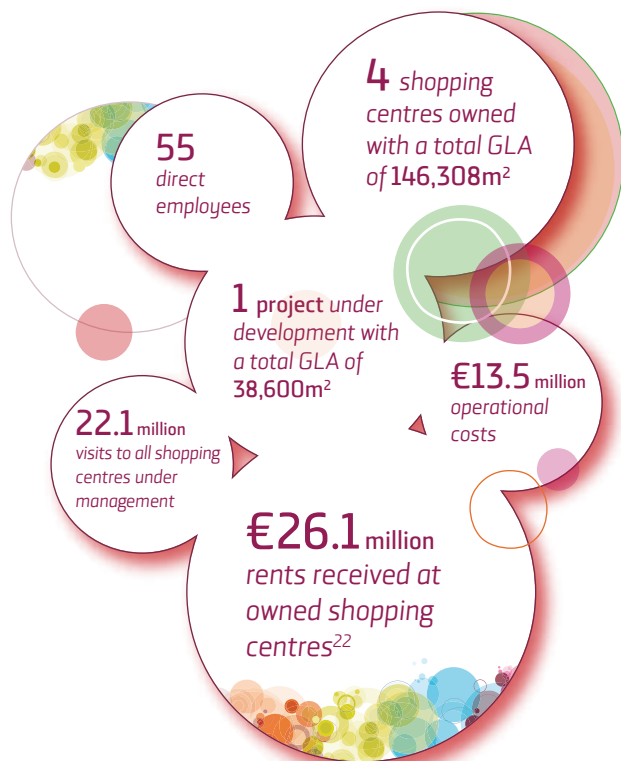 4 shopping
centres owned
with a total GLA
of 146,308m²
55
direct
employees
1 project under
development with
a total GLA of
38,600m²
€13.5 million
operational
costs
22.1 million
visits to all shopping
centres under
management
€26.1 million
rents received at
owned shopping
centres²²